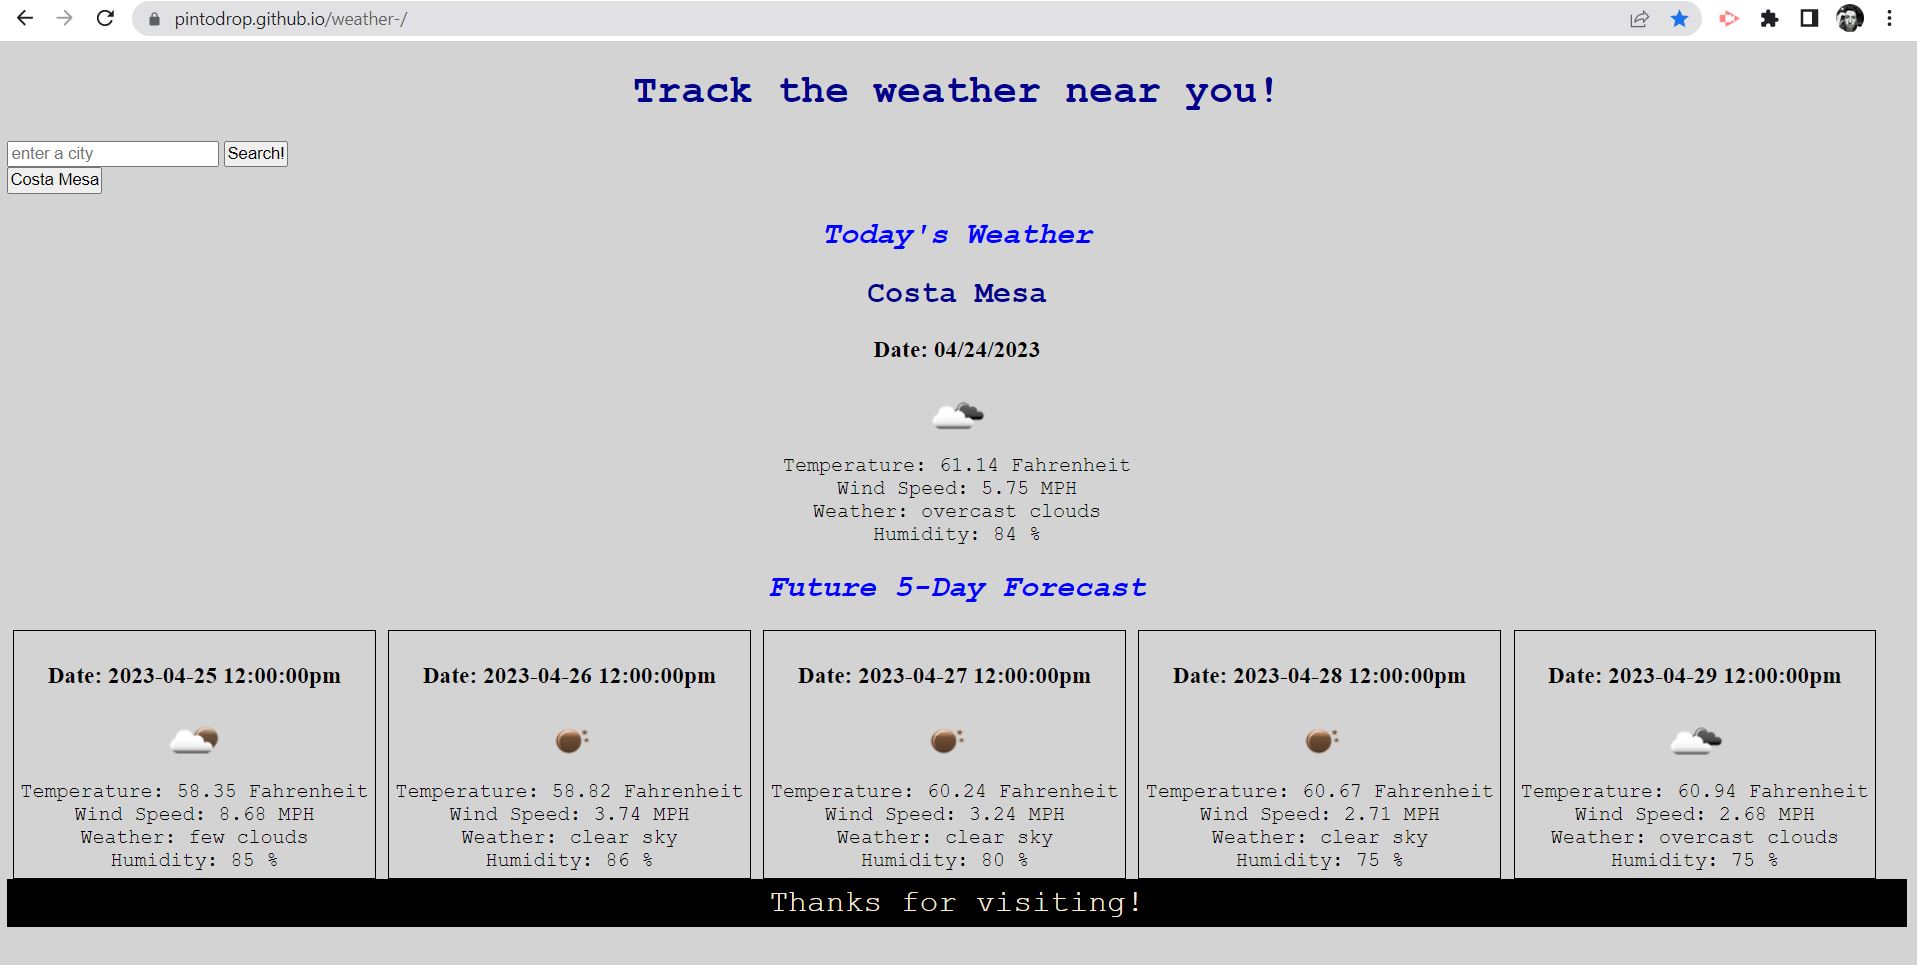 pintodrop.github.io/weather-/
Track the weather near you!
enter a city Search!
Costa Mesa
Today's Weather
Costa Mesa
Date: 04/24/2023
Temperature: 61.14 Fahrenheit
Wind Speed: 5.75 MPH
Weather: overcast clouds
Humidity: 84 %
Future 5-Day Forecast
Date: 2023-04-25 12:00:00pm
Temperature: 58.35 Fahrenheit
Wind Speed: 8.68 MPH
Weather: few clouds
Humidity: 85 %
Date: 2023-04-26 12:00:00pm
Temperature: 58.82 Fahrenheit
Wind Speed: 3.74 MPH
Weather: clear sky
Humidity: 86 %
Date: 2023-04-27 12:00:00pm
Temperature: 60.24 Fahrenheit
Wind Speed: 3.24 MPH
Weather: clear sky
Humidity: 80 %
Date: 2023-04-28 12:00:00pm
Temperature: 60.67 Fahrenheit
Wind Speed: 2.71 MPH
Weather: clear sky
Humidity: 75 %
Date: 2023-04-29 12:00:00pm
Temperature: 60.94 Fahrenheit
Wind Speed: 2.68 MPH
Weather: overcast clouds
Humidity: 75 %
Thanks for visiting!